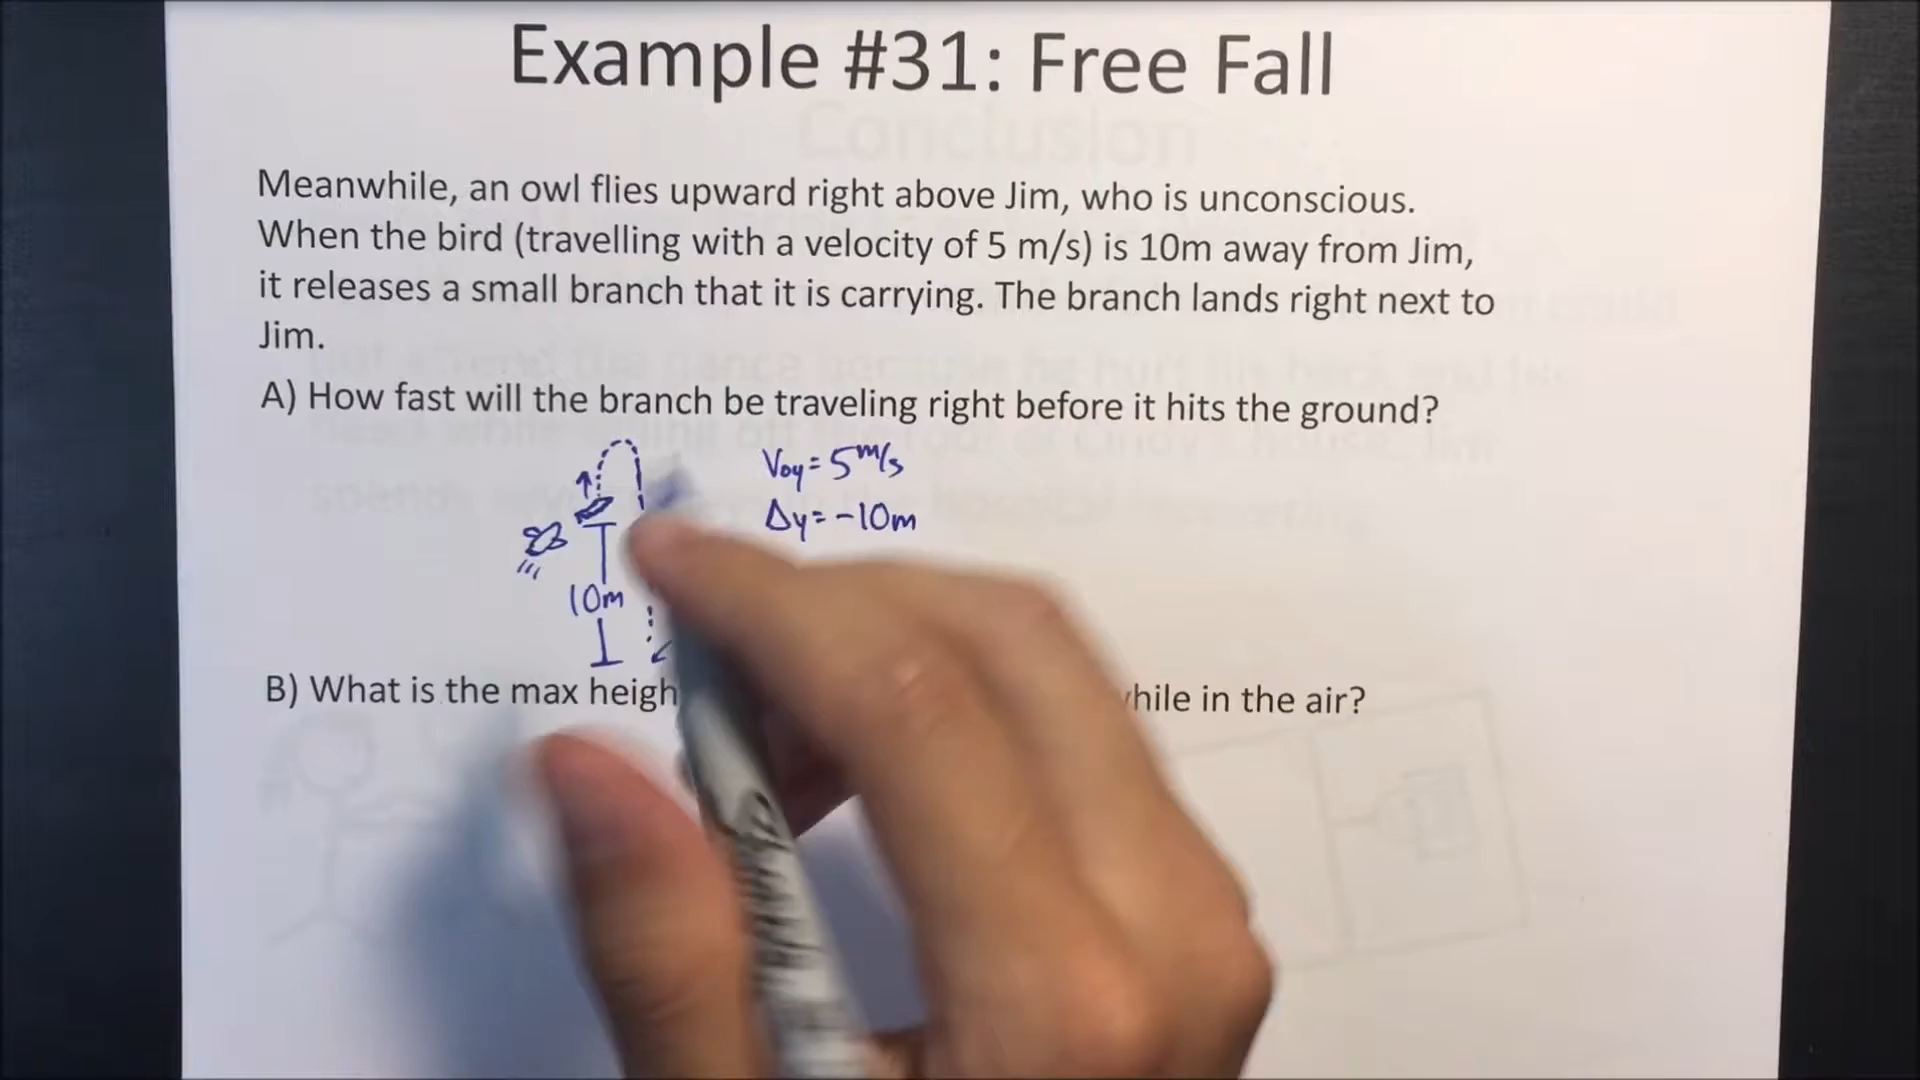 Example #31: Free Fall
Meanwhile, an owl flies upward right above Jim, who is unconscious.
When the bird (travelling with a velocity of 5 m/s) is 10m away from Jim,
it releases a small branch that it is carrying. The branch lands right next to
Jim.
A) How fast will the branch be traveling right before it hits the ground?
Voy = 5 m/s
Δy = -10m
10m
B) What is the max heigh hile in the air?
Conclusion